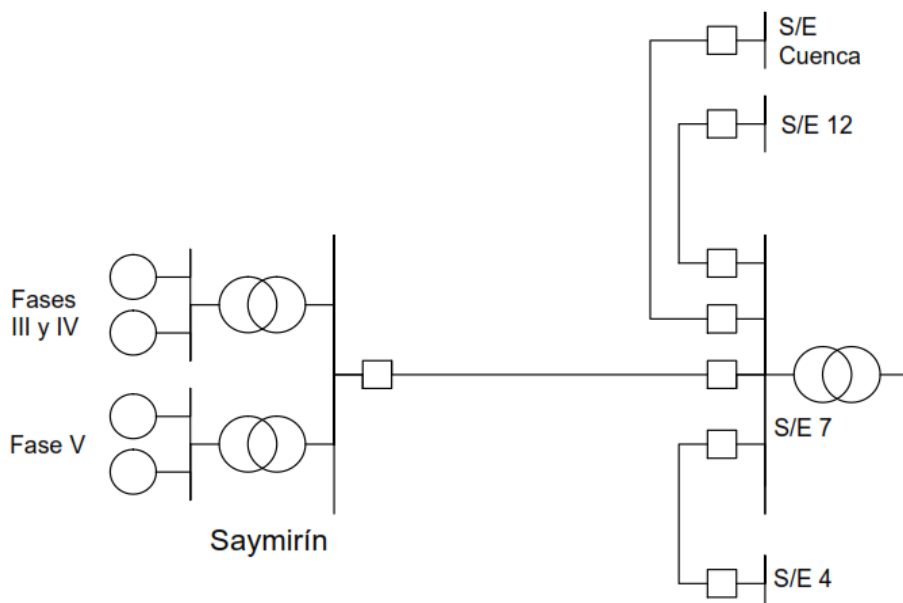 S/E
Cuenca
S/E 12
Fases
III y IV
Fase V
S/E 7
Saymirín
S/E 4